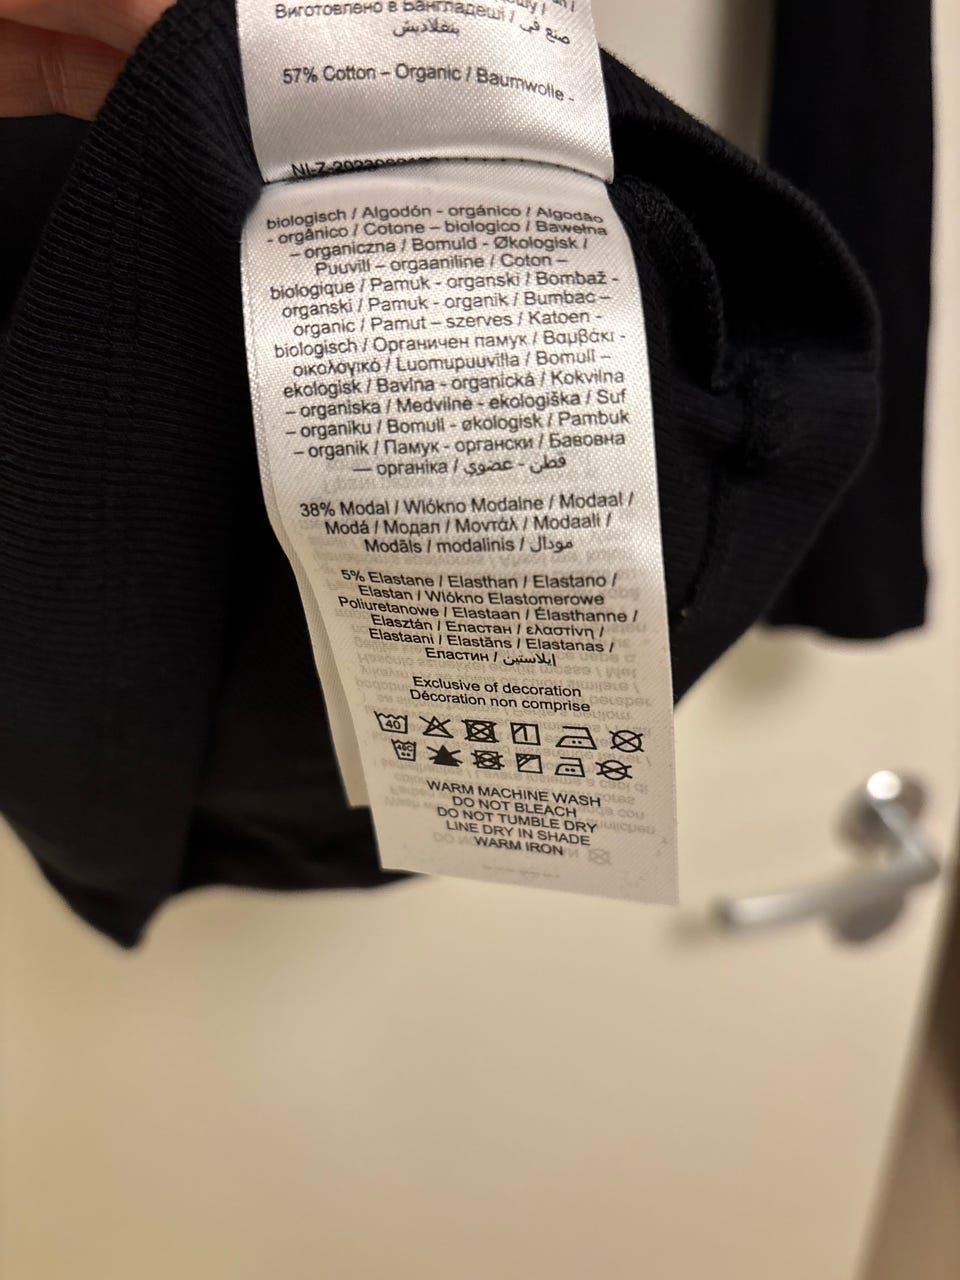 Виготовлено в Бангладеші /
صنع في
بنغلاديش
57% Cotton – Organic / Baumwolle -
biologisch / Algodón - orgánico / Algodão
- orgânico / Cotone – biologico / Bawełna
– organiczna / Bomuld - Økologisk /
Puuvill – orgaaniline / Coton –
biologique / Pamuk - organski / Bombaž -
organski / Pamuk - organik / Bumbac –
organic / Pamut – szerves / Katoen -
biologisch / Органичен памук / Βαμβάκι -
οικολογικό / Luomupuuvilla / Bomull –
ekologisk / Bavlna - organická / Kokvilna
– organiska / Medvilnė - ekologiška / Suf
– organiku / Bomull - økologisk / Pambuk
– organik / Памук - органски / Бавовна
— органіка / قطن - عضوي
38% Modal / Włókno Modalne / Modaal /
Modá / Модал / Μοντάλ / Modaali /
Modāls / modalinis / مودال
5% Elastane / Elasthan / Elastano /
Elastan / Włókno Elastomerowe
Poliuretanowe / Elastaan / Élasthanne /
Elasztán / Еластан / ελαστίνη /
Elastaani / Elastāns / Elastanas /
Еластин / إيلاستين
Exclusive of decoration
Décoration non comprise
40
40C
WARM MACHINE WASH
DO NOT BLEACH
DO NOT TUMBLE DRY
LINE DRY IN SHADE
WARM IRON